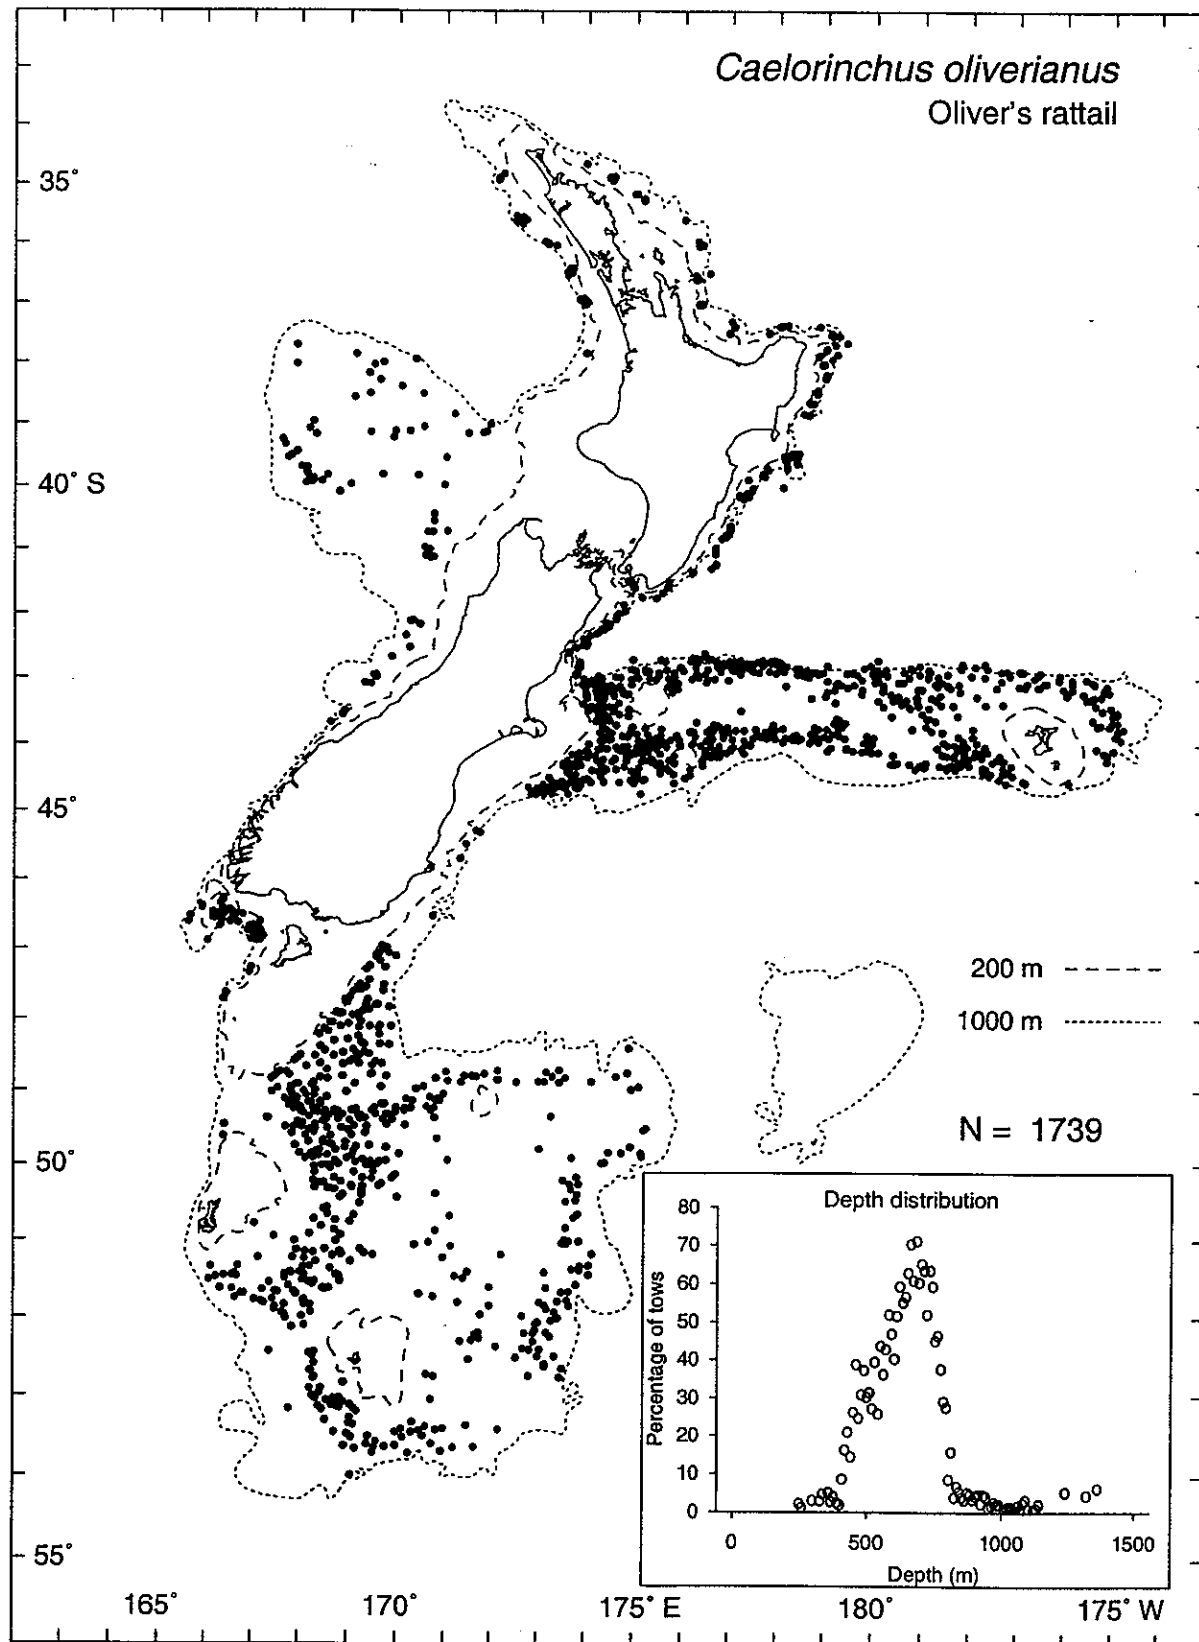 Caelorinchus oliverianus
Oliver's rattail
35°
40° S
45°
50°
55°
200 m
1000 m
N = 1739
Depth distribution
Percentage of tows
80
70
60
50
40
30
20
10
0
0 500 1000 1500
Depth (m)
165° 170° 175° E 180° 175° W